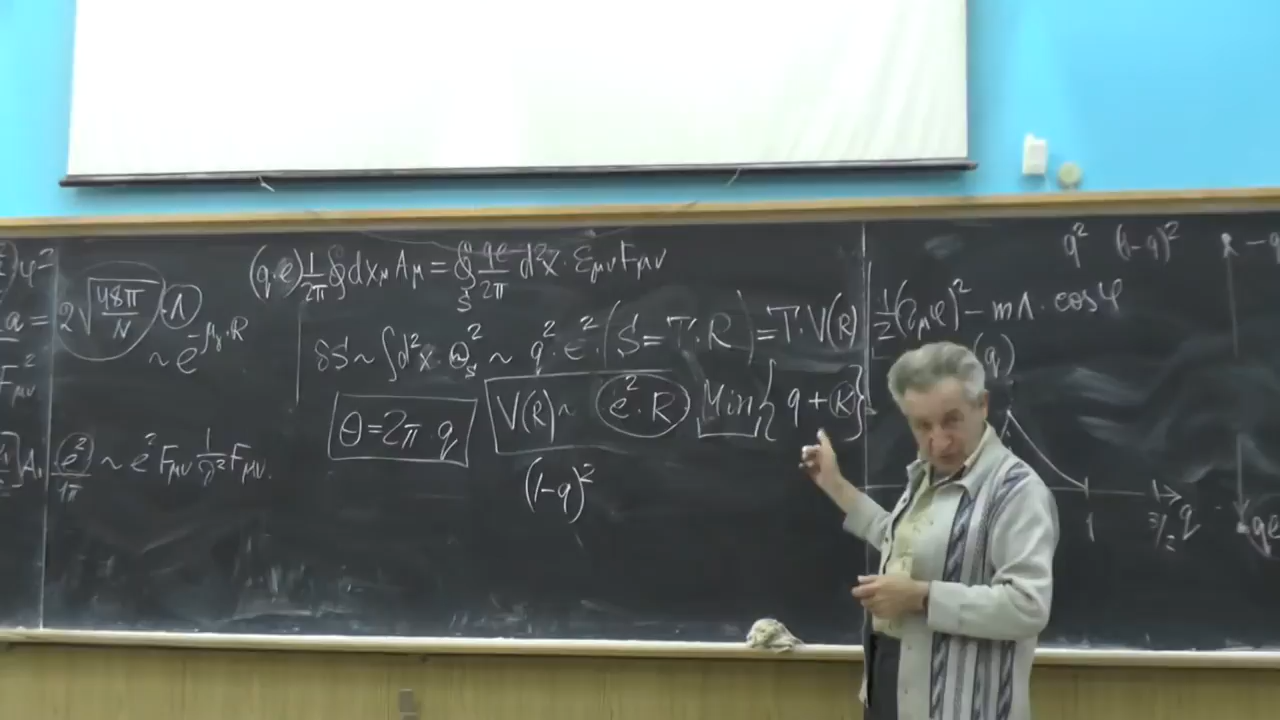 (q·e) 1/2π ∮ dx_μ A_μ = ∮_S qe/2π d²x · ε_μν F_μν
2√(48π/N) · Λ
~ e^(-μ_γ·R)
δS ~ ∫d²x · Θ_S² ~ q²·e²·(S=T·R) = T·V(R)
Θ=2π·q
V(R) ~ e²·R · Min { q+k }
(1-q)²
e²/4π ~ e² F_μν 1/∂² F_μν.
q² (1-q)²
1/2(∂_μφ)² - mΛ·cosφ
(q)
1 3/2 q